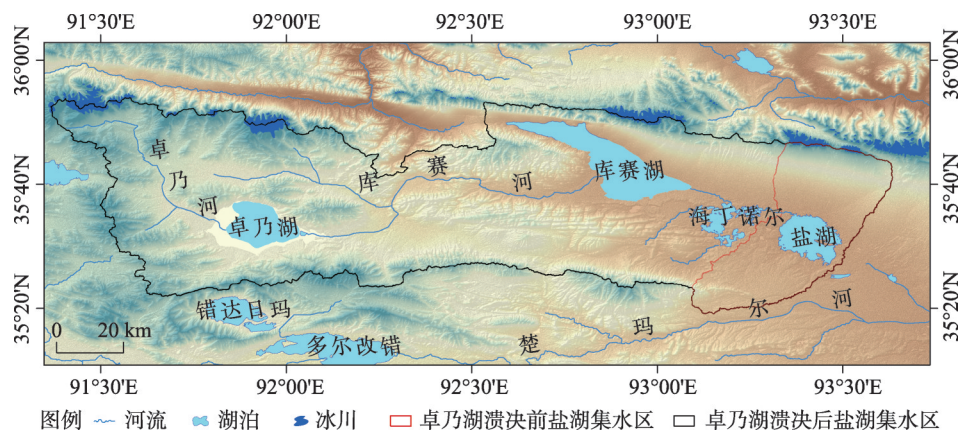 91°30′E 92°00′E 92°30′E 93°00′E 93°30′E
36°00′N 36°00′N
35°40′N 35°40′N
35°20′N 35°20′N
卓乃河
库赛河
库赛湖
卓乃湖
海丁诺尔
盐湖
错达日玛
多尔改错
楚玛尔河
0 20 km
91°30′E 92°00′E 92°30′E 93°00′E 93°30′E
图例 河流 湖泊 冰川 卓乃湖溃决前盐湖集水区 卓乃湖溃决后盐湖集水区